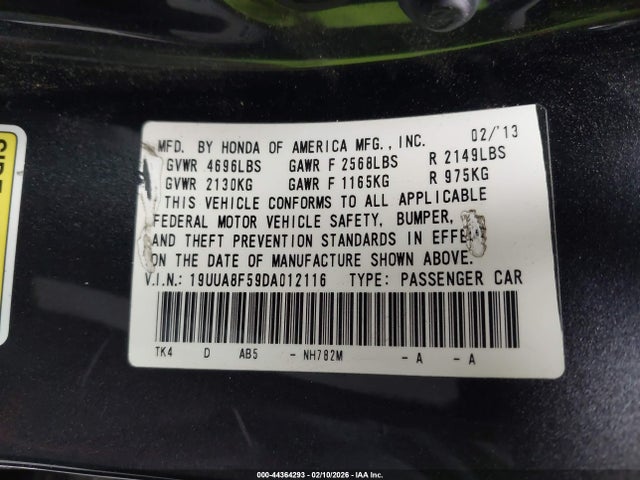 MFD. BY HONDA OF AMERICA MFG., INC. 02/'13
GVWR 4696LBS GAWR F 2568LBS R 2149LBS
GVWR 2130KG GAWR F 1165KG R 975KG
THIS VEHICLE CONFORMS TO ALL APPLICABLE
FEDERAL MOTOR VEHICLE SAFETY, BUMPER,
AND THEFT PREVENTION STANDARDS IN EFFE
ON THE DATE OF MANUFACTURE SHOWN ABOVE.
V.I.N.: 19UUA8F59DA012116 TYPE: PASSENGER CAR
TK4 D AB5 - NH782M - A - A
000-44364293 - 02/10/2026 - IAA Inc.